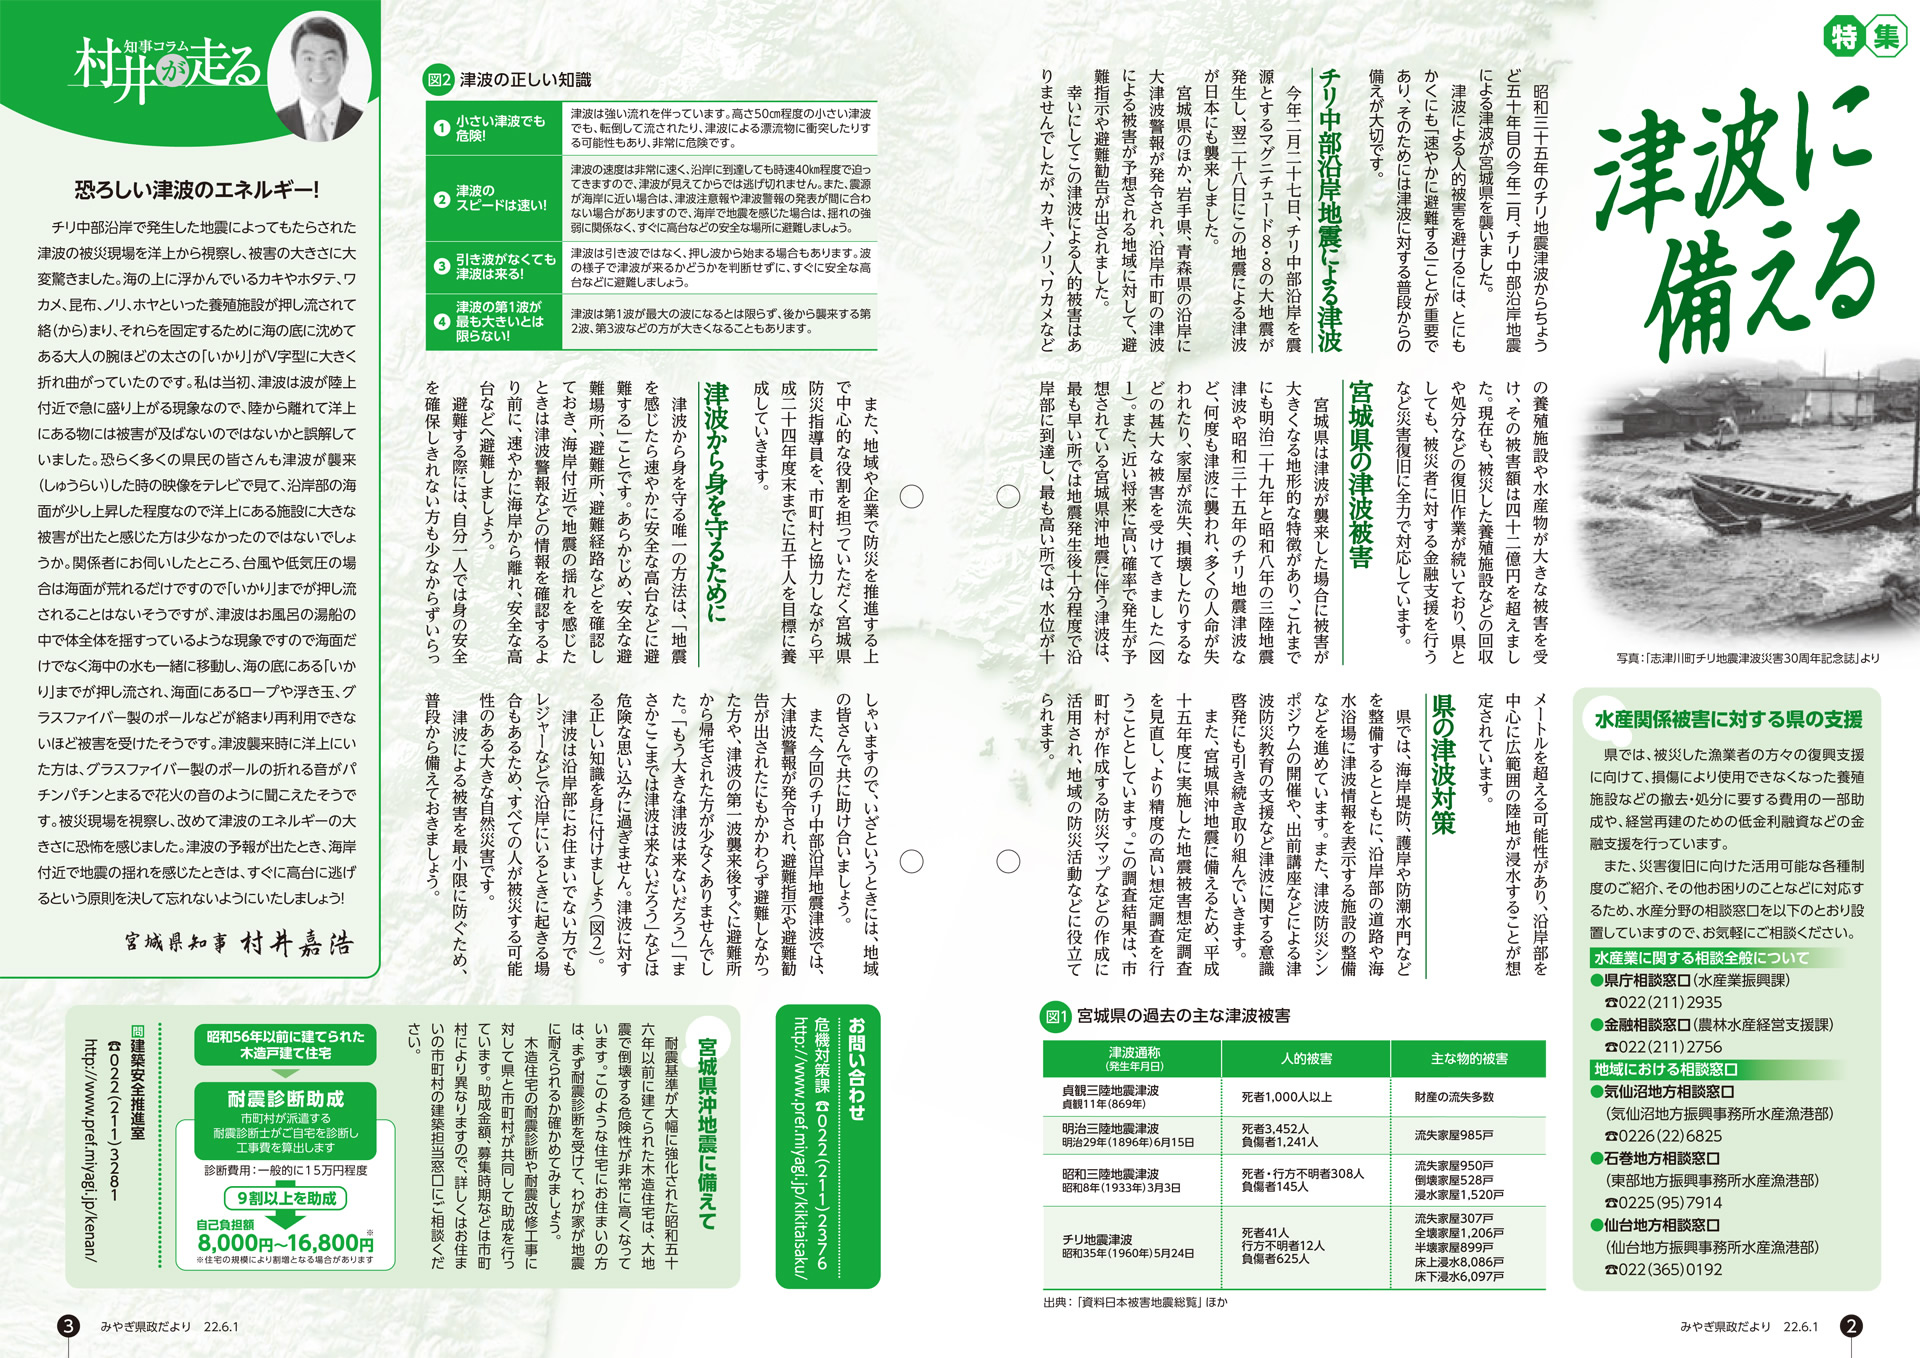 特集
津波に
備える
昭和三十五年のチリ地震津波からちょう
ど五十年目の今年二月、チリ中部沿岸地震
による津波が宮城県を襲いました。
津波による人的被害を避けるには、とにも
かくにも「速やかに避難する」ことが重要で
あり、そのためには津波に対する普段からの
備えが大切です。
チリ中部沿岸地震による津波
今年二月二十七日、チリ中部沿岸を震
源とするマグニチュード8・8の大地震が
発生し、翌二十八日にこの地震による津波
が日本にも襲来しました。
宮城県のほか、岩手県、青森県の沿岸に
大津波警報が発令され、沿岸市町の津波
による被害が予想される地域に対して、避
難指示や避難勧告が出されました。
幸いにしてこの津波による人的被害はあ
りませんでしたが、カキ、ノリ、ワカメなど
の養殖施設や水産物が大きな被害を受
け、その被害額は四十二億円を超えまし
た。現在も、被災した養殖施設などの回収
や処分などの復旧作業が続いており、県と
しても、被災者に対する金融支援を行う
など災害復旧に全力で対応しています。
宮城県の津波被害
宮城県は津波が襲来した場合に被害が
大きくなる地形的な特徴があり、これまで
にも明治二十九年と昭和八年の三陸地震
津波や昭和三十五年のチリ地震津波な
ど、何度も津波に襲われ、多くの人命が失
われたり、家屋が流失、損壊したりするな
どの甚大な被害を受けてきました(図
1)。また、近い将来に高い確率で発生が予
想されている宮城県沖地震に伴う津波は、
最も早い所では地震発生後十分程度で沿
岸部に到達し、最も高い所では、水位が十
メートルを超える可能性があり、沿岸部を
中心に広範囲の陸地が浸水することが想
定されています。
県の津波対策
県では、海岸堤防、護岸や防潮水門など
を整備するとともに、沿岸部の道路や海
水浴場に津波情報を表示する施設の整備
などを進めています。また、津波防災シン
ポジウムの開催や、出前講座などによる津
波防災教育の支援など津波に関する意識
啓発にも引き続き取り組んでいきます。
また、宮城県沖地震に備えるため、平成
十五年度に実施した地震被害想定調査
を見直し、より精度の高い想定調査を行
うこととしています。この調査結果は、市
町村が作成する防災マップなどの作成に
活用され、地域の防災活動などに役立て
られます。
写真:「志津川町チリ地震津波災害30周年記念誌」より
水産関係被害に対する県の支援
県では、被災した漁業者の方々の復興支援
に向けて、損傷により使用できなくなった養殖
施設などの撤去・処分に要する費用の一部助
成や、経営再建のための低金利融資などの金
融支援を行っています。
また、災害復旧に向けた活用可能な各種制
度のご紹介、その他お困りのことなどに対応す
るため、水産分野の相談窓口を以下のとおり設
置していますので、お気軽にご相談ください。
水産業に関する相談全般について
●県庁相談窓口(水産業振興課)
☎022(211)2935
●金融相談窓口(農林水産経営支援課)
☎022(211)2756
地域における相談窓口
●気仙沼地方相談窓口
(気仙沼地方振興事務所水産漁港部)
☎0226(22)6825
●石巻地方相談窓口
(東部地方振興事務所水産漁港部)
☎0225(95)7914
●仙台地方相談窓口
(仙台地方振興事務所水産漁港部)
☎022(365)0192
図1 宮城県の過去の主な津波被害
津波通称
(発生年月日)
人的被害
主な物的被害
貞観三陸地震津波
貞観11年(869年)
死者1,000人以上
財産の流失多数
明治三陸地震津波
明治29年(1896年)6月15日
死者3,452人
負傷者1,241人
流失家屋985戸
昭和三陸地震津波
昭和8年(1933年)3月3日
死者・行方不明者308人
負傷者145人
流失家屋950戸
倒壊家屋528戸
浸水家屋1,520戸
チリ地震津波
昭和35年(1960年)5月24日
死者41人
行方不明者12人
負傷者625人
流失家屋307戸
全壊家屋1,206戸
半壊家屋899戸
床上浸水8,086戸
床下浸水6,097戸
出典:「資料日本被害地震総覧」ほか
みやぎ県政だより 22.6.1 2
図2 津波の正しい知識
1 小さい津波でも
危険!
津波は強い流れを伴っています。高さ50㎝程度の小さい津波
でも、転倒して流されたり、津波による漂流物に衝突したりす
る可能性もあり、非常に危険です。
2 津波の
スピードは速い!
津波の速度は非常に速く、沿岸に到達しても時速40㎞程度で迫っ
てきますので、津波が見えてからでは逃げ切れません。また、震源
が海岸に近い場合は、津波注意報や津波警報の発表が間に合わ
ない場合がありますので、海岸で地震を感じた場合は、揺れの強
弱に関係なく、すぐに高台などの安全な場所に避難しましょう。
3 引き波がなくても
津波は来る!
津波は引き波ではなく、押し波から始まる場合もあります。波
の様子で津波が来るかどうかを判断せずに、すぐに安全な高
台などに避難しましょう。
4 津波の第1波が
最も大きいとは
限らない!
津波は第1波が最大の波になるとは限らず、後から襲来する第
2波、第3波などの方が大きくなることもあります。
また、地域や企業で防災を推進する上
で中心的な役割を担っていただく宮城県
防災指導員を、市町村と協力しながら平
成二十四年度末までに五千人を目標に養
成していきます。
津波から身を守るために
津波から身を守る唯一の方法は、「地震
を感じたら速やかに安全な高台などに避
難する」ことです。あらかじめ、安全な避
難場所、避難所、避難経路などを確認し
ておき、海岸付近で地震の揺れを感じた
ときは津波警報などの情報を確認するよ
り前に、速やかに海岸から離れ、安全な高
台などへ避難しましょう。
避難する際には、自分一人では身の安全
を確保しきれない方も少なからずいらっ
しゃいますので、いざというときには、地域
の皆さんで共に助け合いましょう。
また、今回のチリ中部沿岸地震津波では、
大津波警報が発令され、避難指示や避難勧
告が出されたにもかかわらず避難しなかっ
た方や、津波の第一波襲来後すぐに避難所
から帰宅された方が少なくありませんでし
た。「もう大きな津波は来ないだろう」「ま
さかここまでは津波は来ないだろう」などは
危険な思い込みに過ぎません。津波に対す
る正しい知識を身に付けましょう(図2)。
津波は沿岸部にお住まいでない方でも
レジャーなどで沿岸にいるときに起きる場
合もあるため、すべての人が被災する可能
性のある大きな自然災害です。
津波による被害を最小限に防ぐため、
普段から備えておきましょう。
お問い合わせ
危機対策課 ☎022(211)2376
http://www.pref.miyagi.jp/kikitaisaku/
宮城県沖地震に備えて
耐震基準が大幅に強化された昭和五十
六年以前に建てられた木造住宅は、大地
震で倒壊する危険性が非常に高くなって
います。このような住宅にお住まいの方
は、まず耐震診断を受けて、わが家が地震
に耐えられるか確かめてみましょう。
木造住宅の耐震診断や耐震改修工事に
対して県と市町村が共同して助成を行っ
ています。助成金額、募集時期などは市町
村により異なりますので、詳しくはお住ま
いの市町村の建築担当窓口にご相談くだ
さい。
昭和56年以前に建てられた
木造戸建て住宅
耐震診断助成
市町村が派遣する
耐震診断士がご自宅を診断し
工事費を算出します
診断費用:一般的に15万円程度
9割以上を助成
自己負担額
8,000円〜16,800円※
※住宅の規模により割増となる場合があります
問 建築安全推進室
☎022(211)3281
http://www.pref.miyagi.jp/kenan/
知事コラム
村井が走る
恐ろしい津波のエネルギー!
チリ中部沿岸で発生した地震によってもたらされた
津波の被災現場を洋上から視察し、被害の大きさに大
変驚きました。海の上に浮かんでいるカキやホタテ、ワ
カメ、昆布、ノリ、ホヤといった養殖施設が押し流されて
絡(から)まり、それらを固定するために海の底に沈めて
ある大人の腕ほどの太さの「いかり」がV字型に大きく
折れ曲がっていたのです。私は当初、津波は波が陸上
付近で急に盛り上がる現象なので、陸から離れて洋上
にある物には被害が及ばないのではないかと誤解して
いました。恐らく多くの県民の皆さんも津波が襲来
(しゅうらい)した時の映像をテレビで見て、沿岸部の海
面が少し上昇した程度なので洋上にある施設に大きな
被害が出たと感じた方は少なかったのではないでしょ
うか。関係者にお伺いしたところ、台風や低気圧の場
合は海面が荒れるだけですので「いかり」までが押し流
されることはないそうですが、津波はお風呂の湯船の
中で体全体を揺すっているような現象ですので海面だ
けでなく海中の水も一緒に移動し、海の底にある「いか
り」までが押し流され、海面にあるロープや浮き玉、グ
ラスファイバー製のポールなどが絡まり再利用できな
いほど被害を受けたそうです。津波襲来時に洋上にい
た方は、グラスファイバー製のポールの折れる音がパ
チンパチンとまるで花火の音のように聞こえたそうで
す。被災現場を視察し、改めて津波のエネルギーの大
きさに恐怖を感じました。津波の予報が出たとき、海岸
付近で地震の揺れを感じたときは、すぐに高台に逃げ
るという原則を決して忘れないようにいたしましょう!
宮城県知事 村井嘉浩
3 みやぎ県政だより 22.6.1